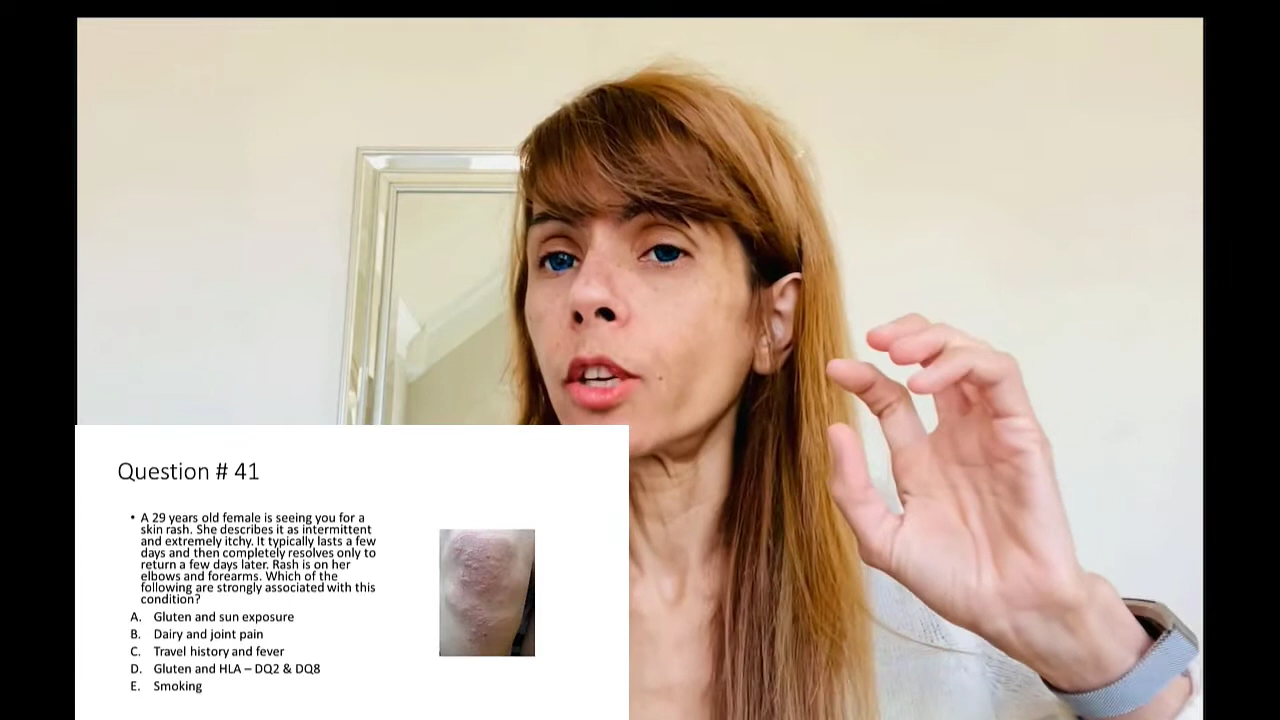 Question # 41
• A 29 years old female is seeing you for a
skin rash. She describes it as intermittent
and extremely itchy. It typically lasts a few
days and then completely resolves only to
return a few days later. Rash is on her
elbows and forearms. Which of the
following are strongly associated with this
condition?
A. Gluten and sun exposure
B. Dairy and joint pain
C. Travel history and fever
D. Gluten and HLA – DQ2 & DQ8
E. Smoking